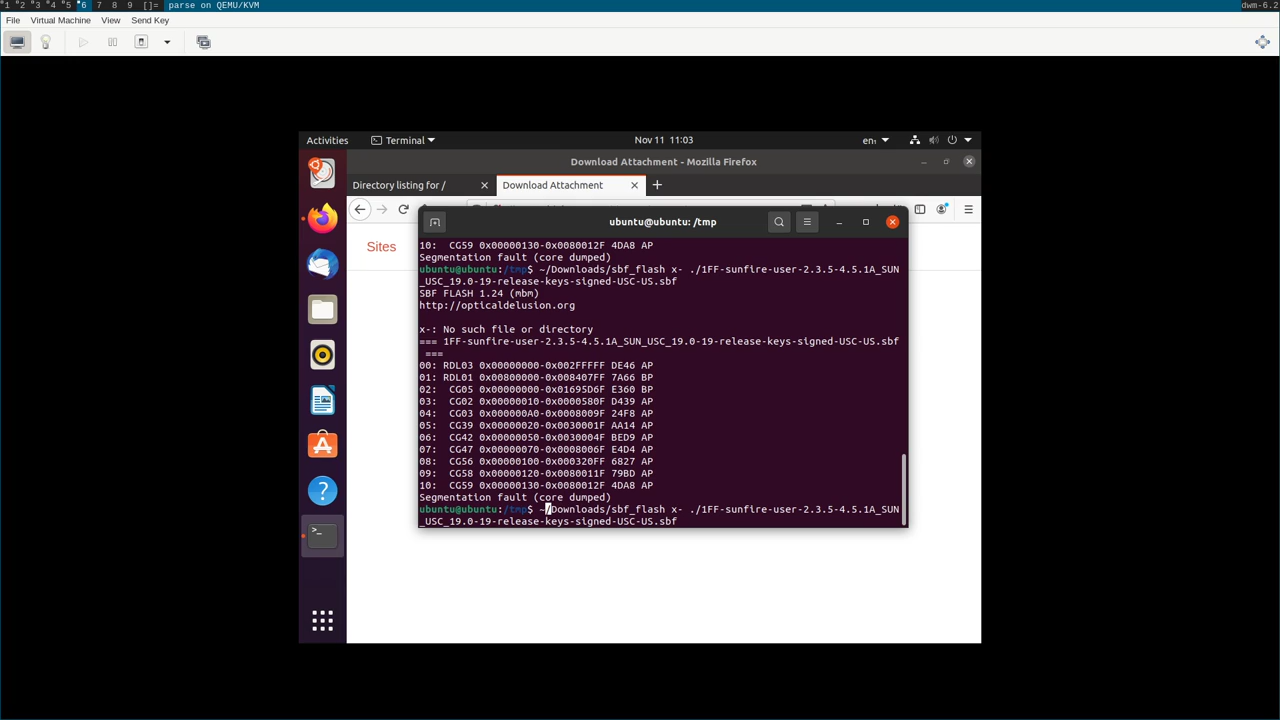 1 2 3 4 5 6 7 8 9 []= parse on QEMU/KVM dwm-6.2
File Virtual Machine View Send Key
Activities Terminal Nov 11 11:03 en₁
Download Attachment - Mozilla Firefox
Directory listing for / Download Attachment
Sites
ubuntu@ubuntu: /tmp
10: CG59 0x00000130-0x0080012F 4DA8 AP
Segmentation fault (core dumped)
ubuntu@ubuntu:/tmp$ ~/Downloads/sbf_flash x- ./1FF-sunfire-user-2.3.5-4.5.1A_SUN
_USC_19.0-19-release-keys-signed-USC-US.sbf
SBF FLASH 1.24 (mbm)
http://opticaldelusion.org
x-: No such file or directory
=== 1FF-sunfire-user-2.3.5-4.5.1A_SUN_USC_19.0-19-release-keys-signed-USC-US.sbf
===
00: RDL03 0x00000000-0x002FFFFF DE46 AP
01: RDL01 0x00800000-0x008407FF 7A66 BP
02: CG05 0x00000000-0x01695D6F E360 BP
03: CG02 0x00000010-0x0000580F D439 AP
04: CG03 0x000000A0-0x0008009F 24F8 AP
05: CG39 0x00000020-0x0030001F AA14 AP
06: CG42 0x00000050-0x0030004F BED9 AP
07: CG47 0x00000070-0x0008006F E4D4 AP
08: CG56 0x00000100-0x000320FF 6827 AP
09: CG58 0x00000120-0x0080011F 79BD AP
10: CG59 0x00000130-0x0080012F 4DA8 AP
Segmentation fault (core dumped)
ubuntu@ubuntu:/tmp$ ~/Downloads/sbf_flash x- ./1FF-sunfire-user-2.3.5-4.5.1A_SUN
_USC_19.0-19-release-keys-signed-USC-US.sbf